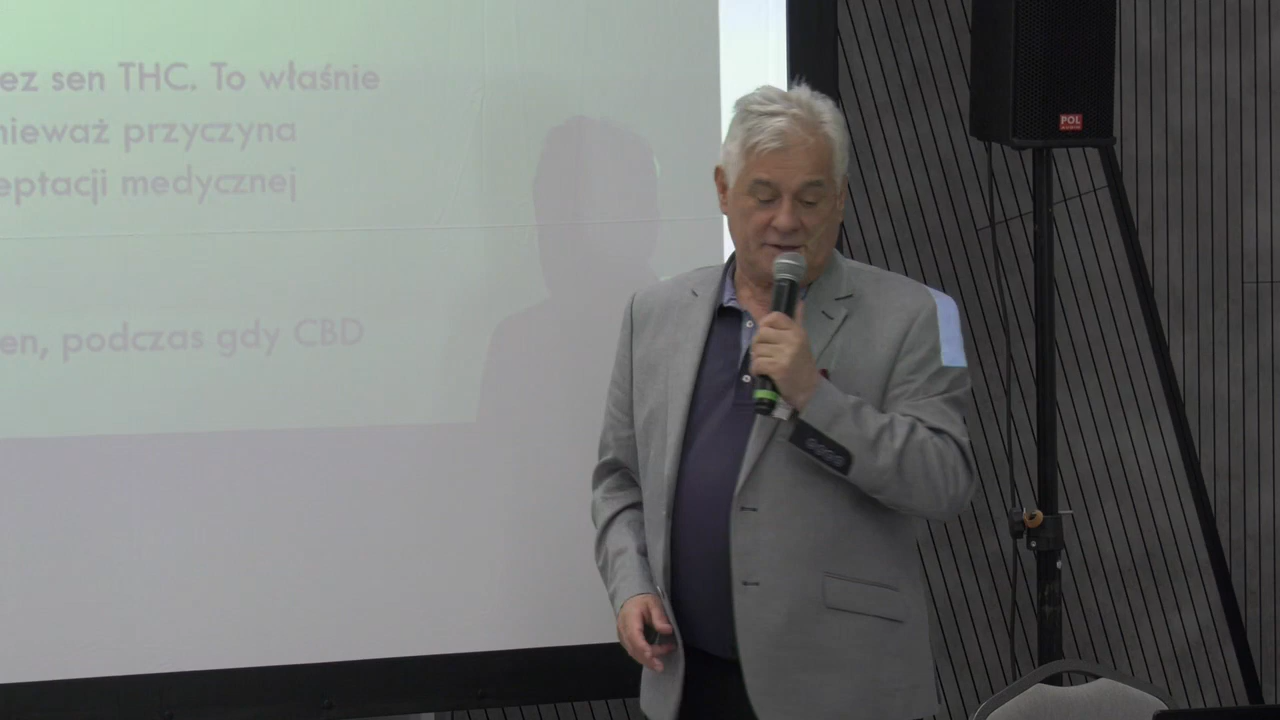 ez sen THC. To właśnie
nieważ przyczyna
eptacji medycznej
en, podczas gdy CBD
POL